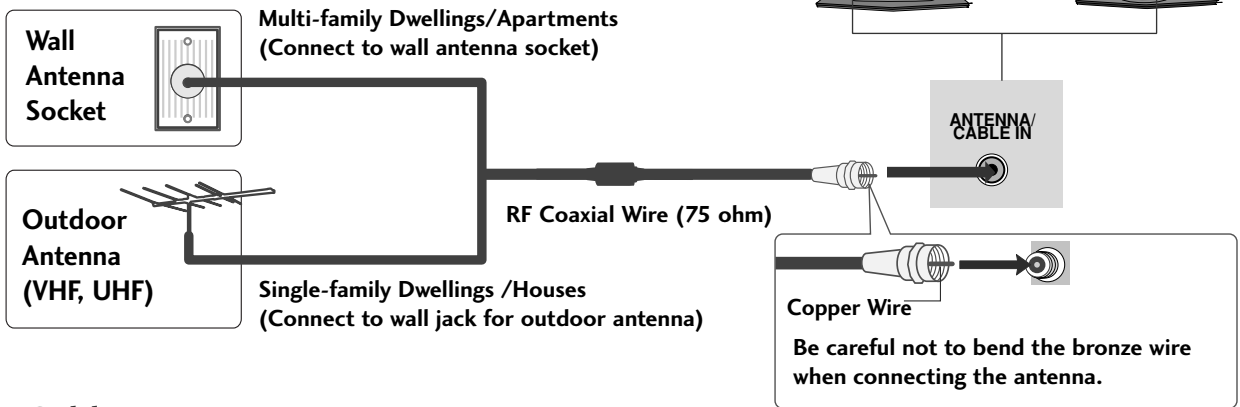 Multi-family Dwellings/Apartments
(Connect to wall antenna socket)
Wall
Antenna
Socket
ANTENNA/
CABLE IN
RF Coaxial Wire (75 ohm)
Outdoor
Antenna
(VHF, UHF)
Single-family Dwellings /Houses
(Connect to wall jack for outdoor antenna)
Copper Wire
Be careful not to bend the bronze wire
when connecting the antenna.